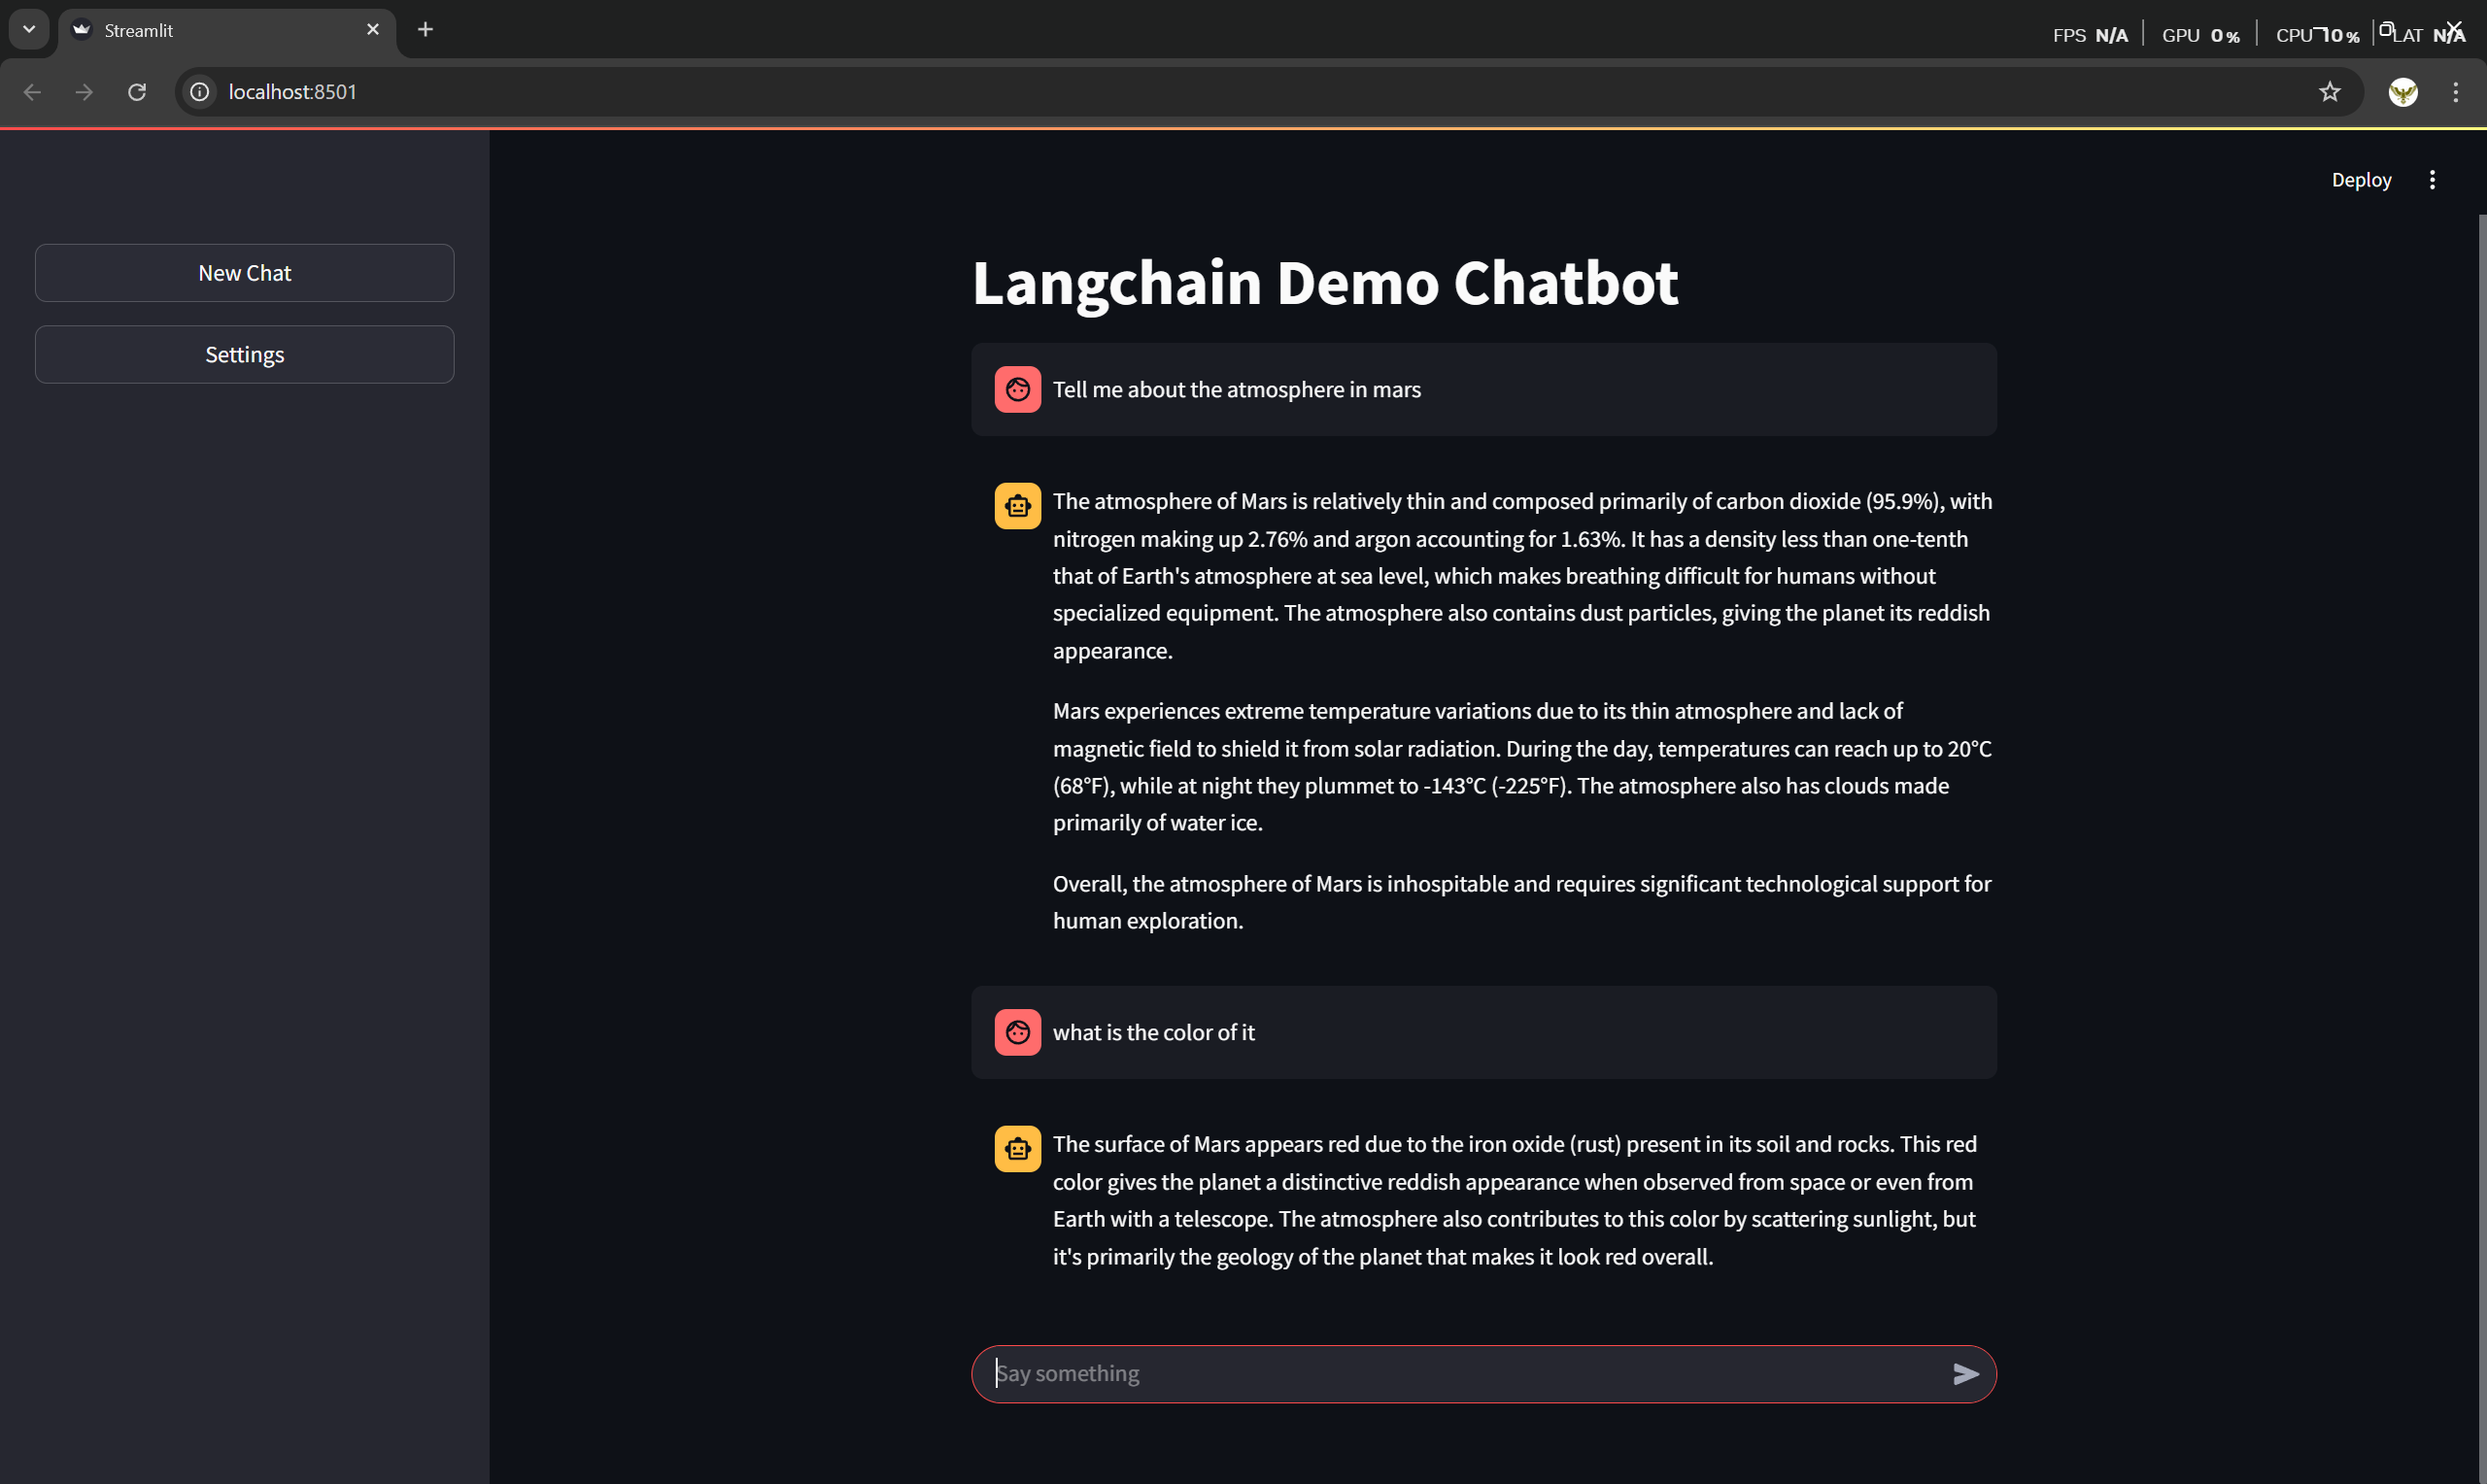 Streamlit
FPS N/A GPU 0% CPU 10% LAT N/A
localhost:8501
Deploy
New Chat
Settings
Langchain Demo Chatbot
Tell me about the atmosphere in mars
The atmosphere of Mars is relatively thin and composed primarily of carbon dioxide (95.9%), with
nitrogen making up 2.76% and argon accounting for 1.63%. It has a density less than one-tenth
that of Earth's atmosphere at sea level, which makes breathing difficult for humans without
specialized equipment. The atmosphere also contains dust particles, giving the planet its reddish
appearance.
Mars experiences extreme temperature variations due to its thin atmosphere and lack of
magnetic field to shield it from solar radiation. During the day, temperatures can reach up to 20°C
(68°F), while at night they plummet to -143°C (-225°F). The atmosphere also has clouds made
primarily of water ice.
Overall, the atmosphere of Mars is inhospitable and requires significant technological support for
human exploration.
what is the color of it
The surface of Mars appears red due to the iron oxide (rust) present in its soil and rocks. This red
color gives the planet a distinctive reddish appearance when observed from space or even from
Earth with a telescope. The atmosphere also contributes to this color by scattering sunlight, but
it's primarily the geology of the planet that makes it look red overall.
Say something